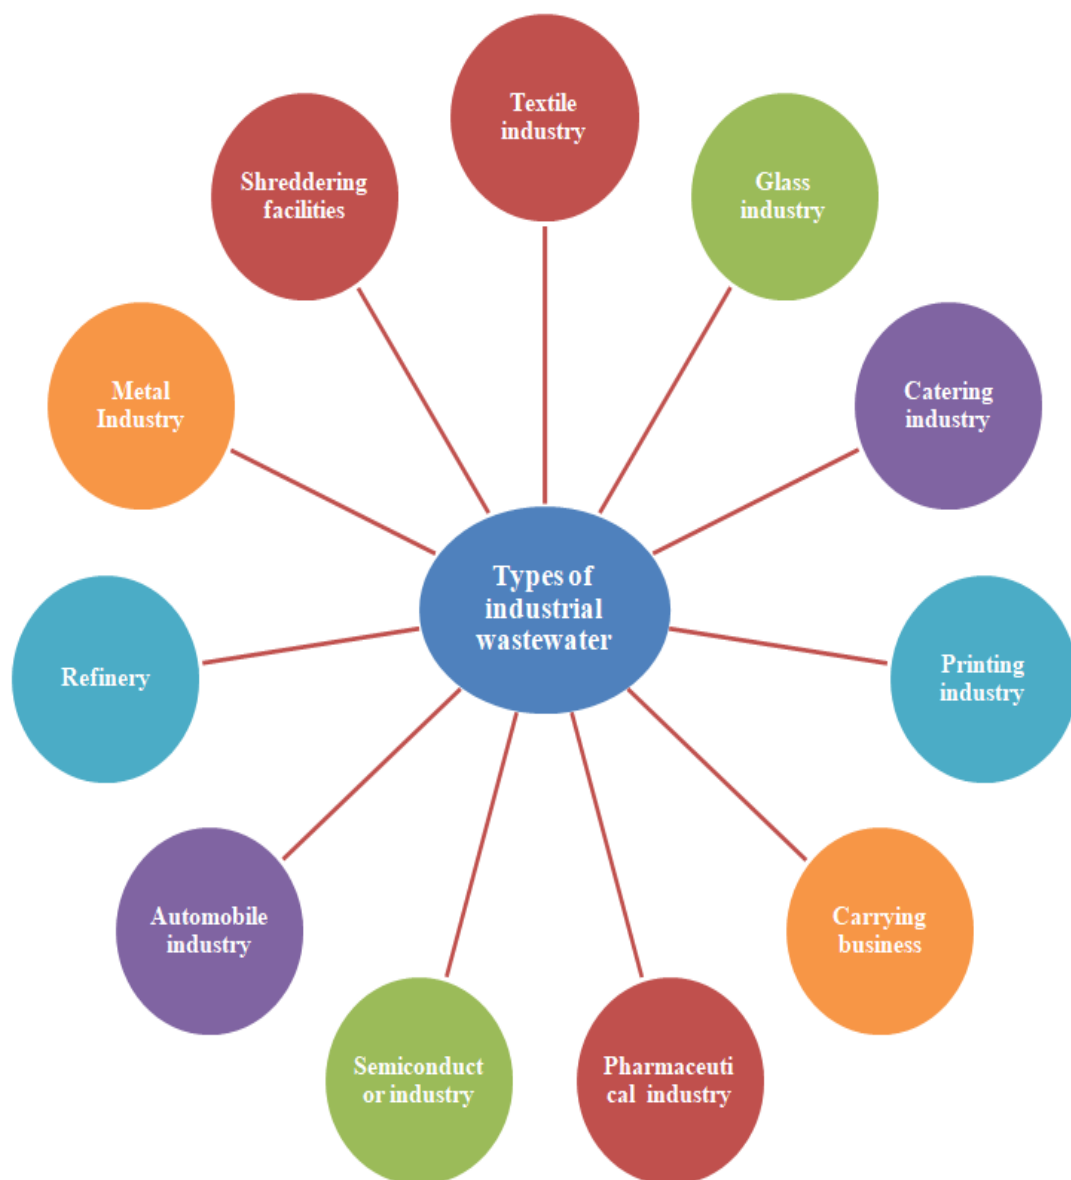 Textile
industry
Glass
industry
Catering
industry
Printing
industry
Carrying
business
Pharmaceuti
cal industry
Semiconduct
or industry
Automobile
industry
Refinery
Metal
Industry
Shreddering
facilities
Types of
industrial
wastewater